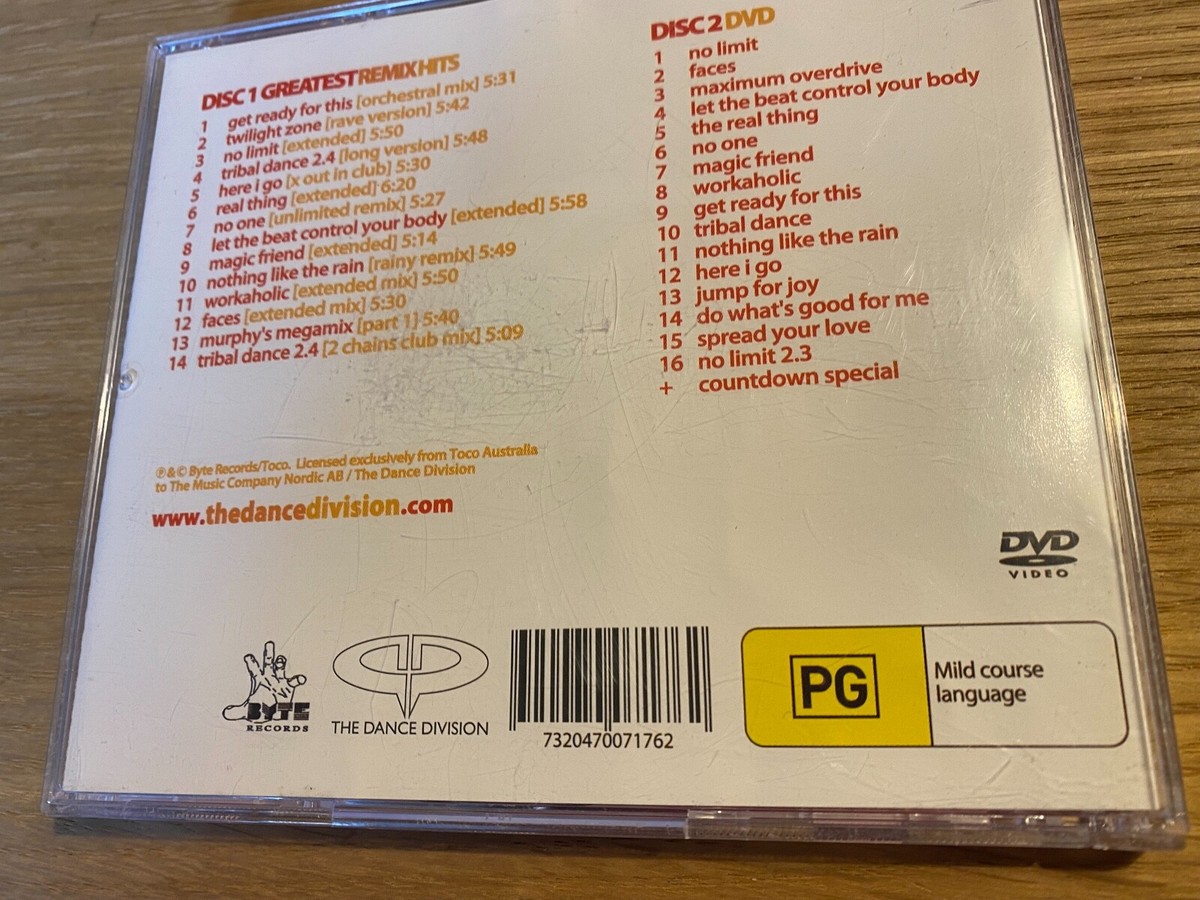 DISC 1 GREATESTREMIXHITS
1 get ready for this [orchestral mix] 5:31
2 twilight zone [rave version] 5:42
3 no limit [extended] 5:50
4 tribal dance 2.4 [long version] 5:48
5 here i go [x out in club] 5:30
6 real thing [extended] 6:20
7 no one [unlimited remix] 5:27
8 let the beat control your body [extended] 5:58
9 magic friend [extended] 5:14
10 nothing like the rain [rainy remix] 5:49
11 workaholic [extended mix] 5:50
12 faces [extended mix] 5:30
13 murphy's megamix [part 1] 5:40
14 tribal dance 2.4 [2 chains club mix] 5:09
DISC 2 DVD
1 no limit
2 faces
3 maximum overdrive
4 let the beat control your body
5 the real thing
6 no one
7 magic friend
8 workaholic
9 get ready for this
10 tribal dance
11 nothing like the rain
12 here i go
13 jump for joy
14 do what's good for me
15 spread your love
16 no limit 2.3
+ countdown special
℗&© Byte Records/Toco. Licensed exclusively from Toco Australia
to The Music Company Nordic AB / The Dance Division
www.thedancedivision.com
DVD
VIDEO
BYTE
RECORDS
THE DANCE DIVISION
7320470071762
PG
Mild course
language